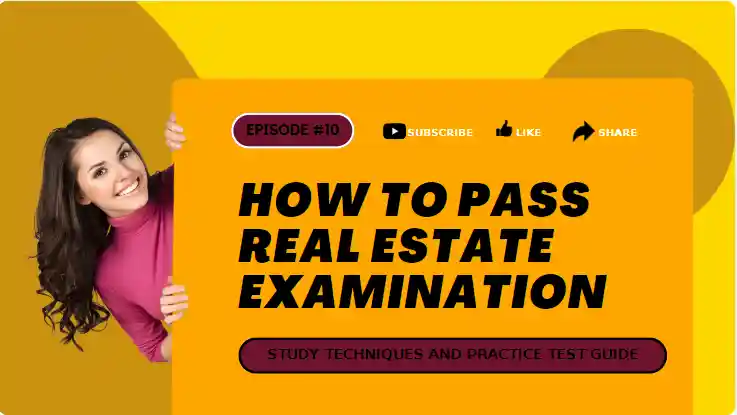 EPISODE #10
SUBSCRIBE
LIKE
SHARE
HOW TO PASS
REAL ESTATE
EXAMINATION
STUDY TECHNIQUES AND PRACTICE TEST GUIDE